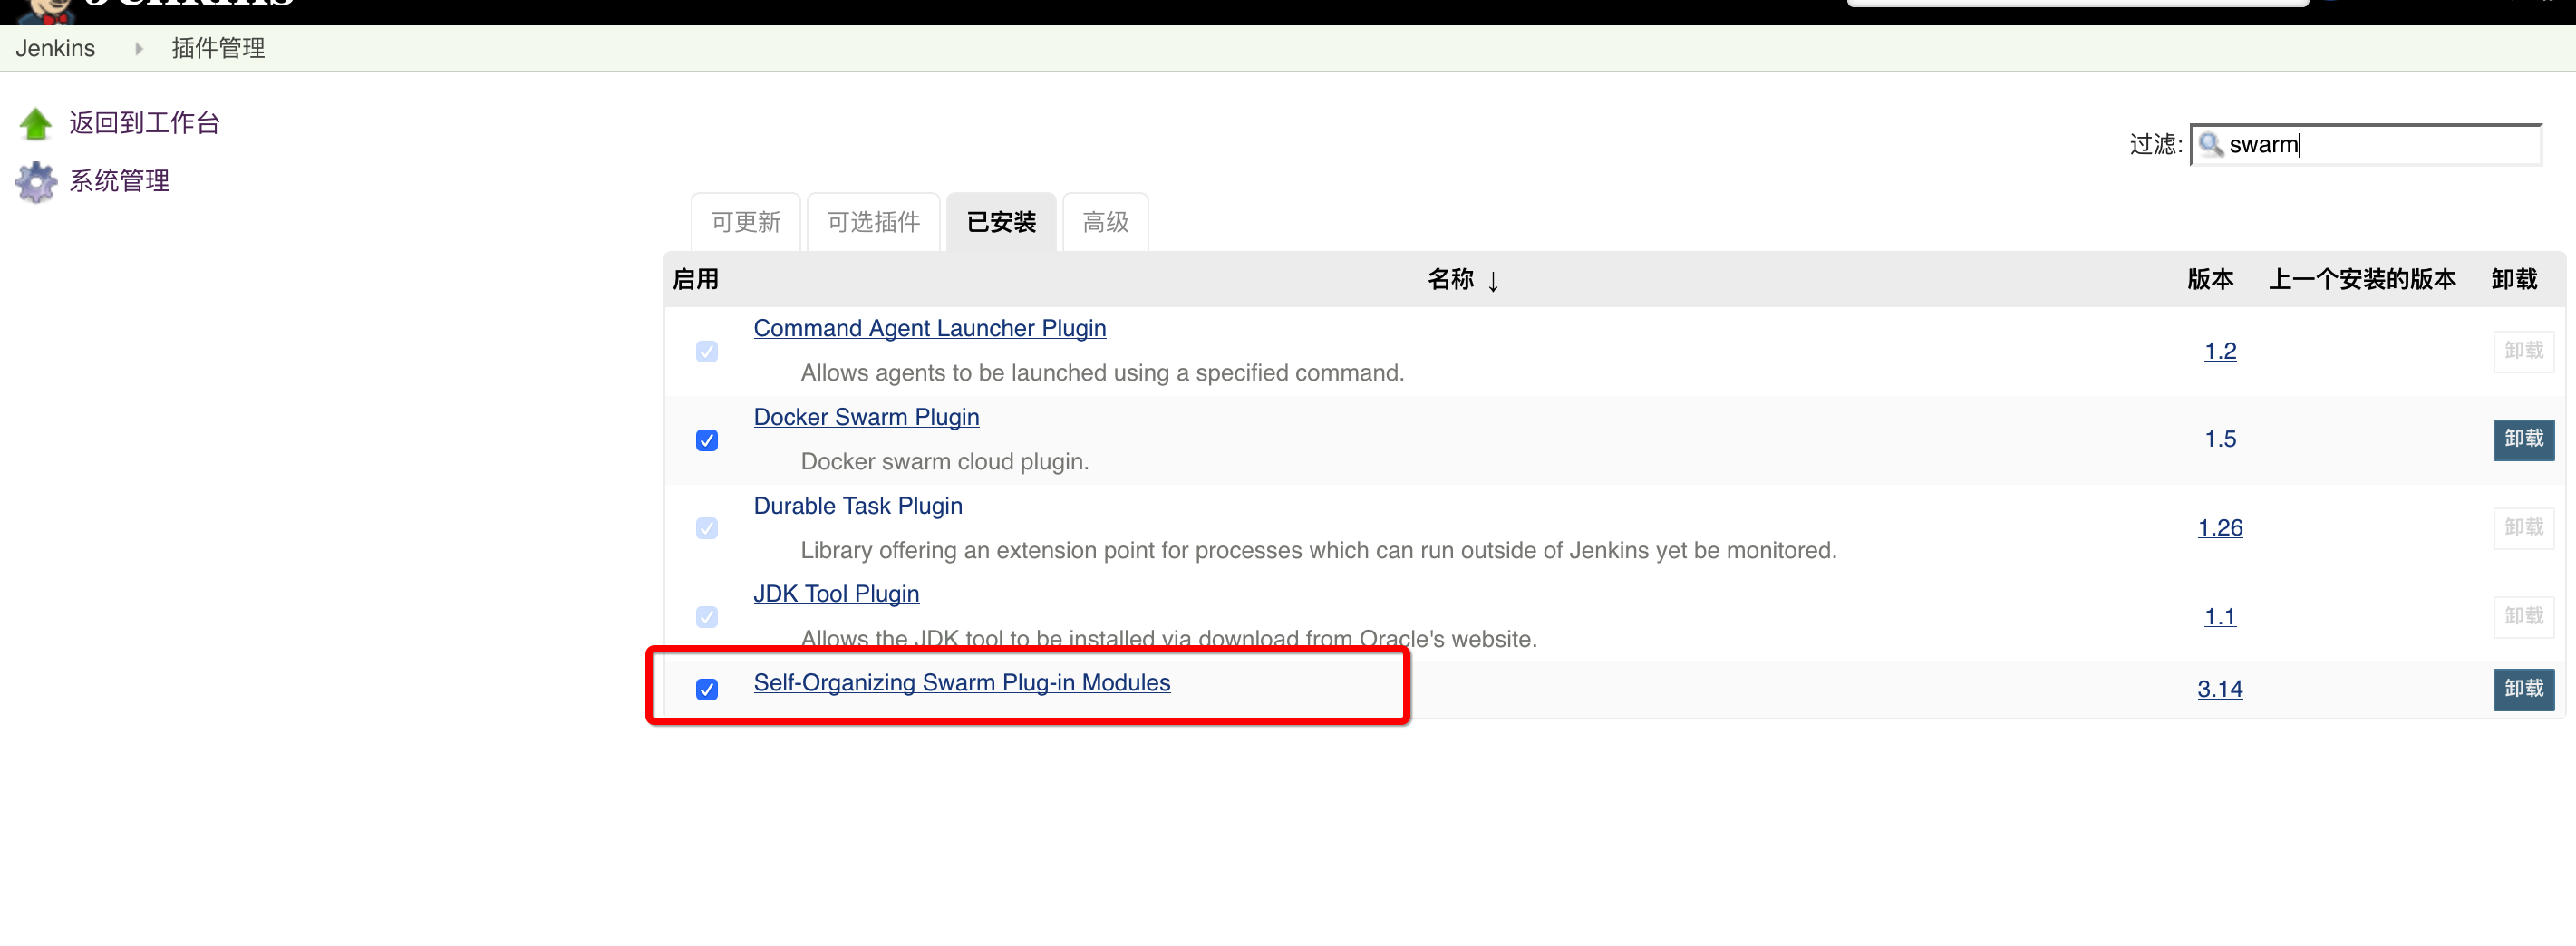 Jenkins
Jenkins 插件管理
返回到工作台
系统管理
过滤: swarm
可更新 可选插件 已安装 高级
启用 名称 ↓ 版本 上一个安装的版本 卸载
Command Agent Launcher Plugin
Allows agents to be launched using a specified command.
1.2 卸载
Docker Swarm Plugin
Docker swarm cloud plugin.
1.5 卸载
Durable Task Plugin
Library offering an extension point for processes which can run outside of Jenkins yet be monitored.
1.26 卸载
JDK Tool Plugin
Allows the JDK tool to be installed via download from Oracle's website.
1.1 卸载
Self-Organizing Swarm Plug-in Modules
3.14 卸载